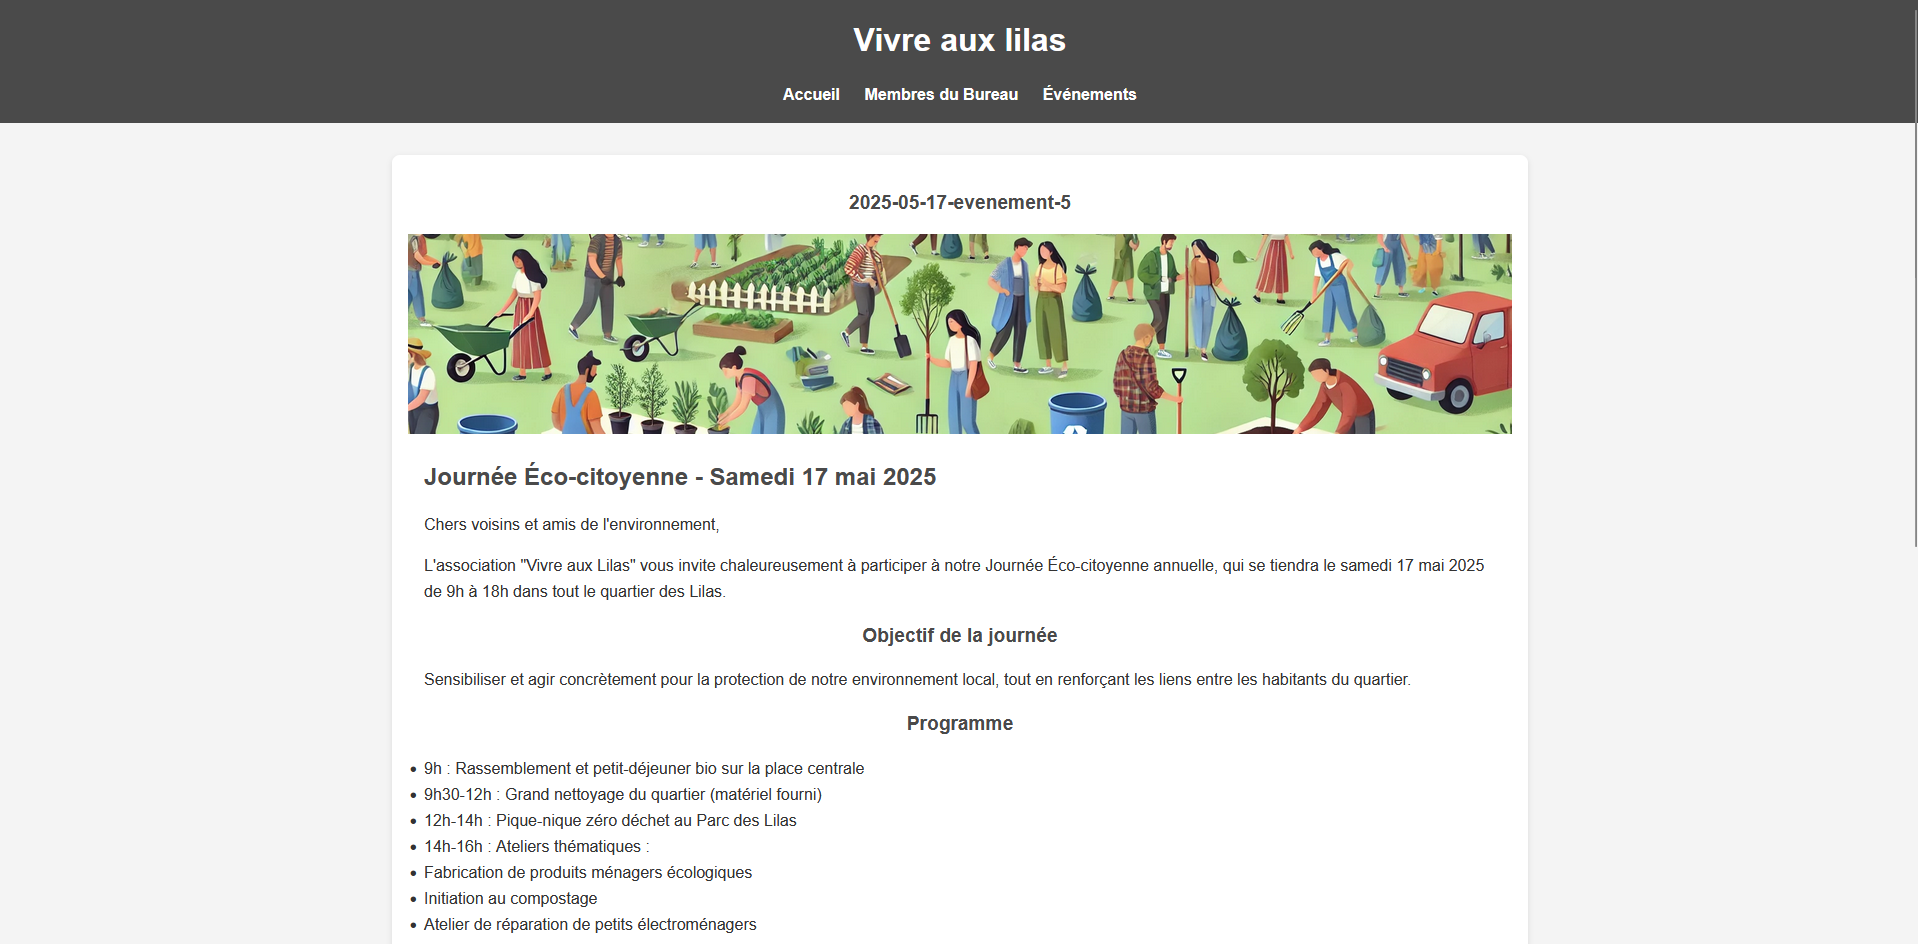 Vivre aux lilas
Accueil Membres du Bureau Événements
2025-05-17-evenement-5
Journée Éco-citoyenne - Samedi 17 mai 2025
Chers voisins et amis de l'environnement,
L'association "Vivre aux Lilas" vous invite chaleureusement à participer à notre Journée Éco-citoyenne annuelle, qui se tiendra le samedi 17 mai 2025
de 9h à 18h dans tout le quartier des Lilas.
Objectif de la journée
Sensibiliser et agir concrètement pour la protection de notre environnement local, tout en renforçant les liens entre les habitants du quartier.
Programme
• 9h : Rassemblement et petit-déjeuner bio sur la place centrale
• 9h30-12h : Grand nettoyage du quartier (matériel fourni)
• 12h-14h : Pique-nique zéro déchet au Parc des Lilas
• 14h-16h : Ateliers thématiques :
• Fabrication de produits ménagers écologiques
• Initiation au compostage
• Atelier de réparation de petits électroménagers